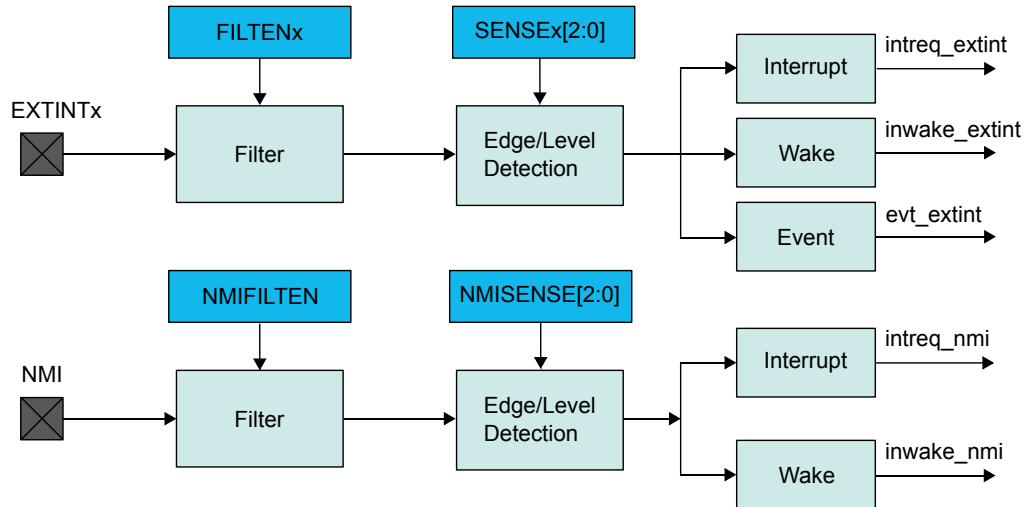 FILTENx
SENSEx[2:0]
intreq_extint
Interrupt
EXTINTx
inwake_extint
Filter
Edge/Level
Detection
Wake
evt_extint
Event
NMIFILTEN
NMISENSE[2:0]
intreq_nmi
Interrupt
NMI
Filter
Edge/Level
Detection
inwake_nmi
Wake